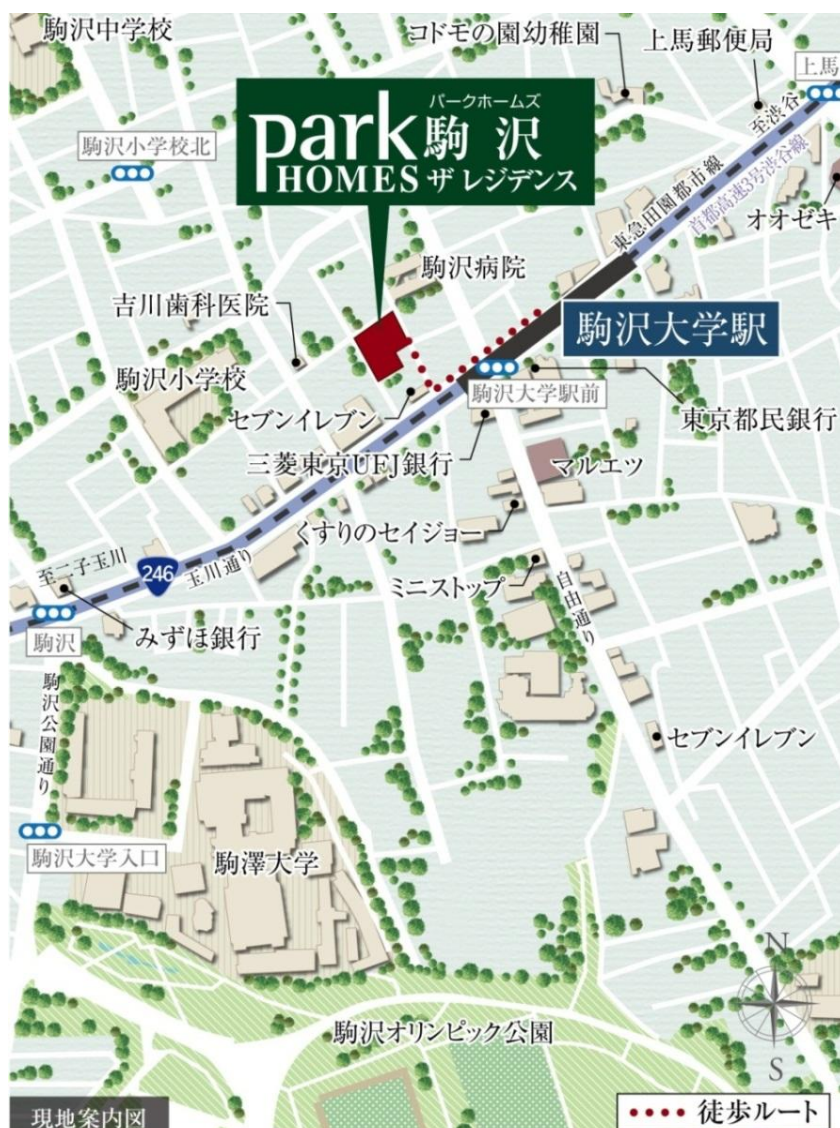 駒沢中学校
コドモの園幼稚園
上馬郵便局
上馬
パークホームズ
park
HOMES
駒沢
ザ レジデンス
駒沢小学校北
至渋谷
東急田園都市線
首都高速3号渋谷線
オオゼキ
駒沢病院
吉川歯科医院
駒沢大学駅
駒沢小学校
駒沢大学駅前
セブンイレブン
東京都民銀行
三菱東京UFJ銀行
マルエツ
くすりのセイジョー
至二子玉川
246
玉川通り
ミニストップ
自由通り
駒沢
みずほ銀行
駒沢公園通り
セブンイレブン
駒沢大学入口
駒澤大学
N
駒沢オリンピック公園
S
現地案内図
徒歩ルート